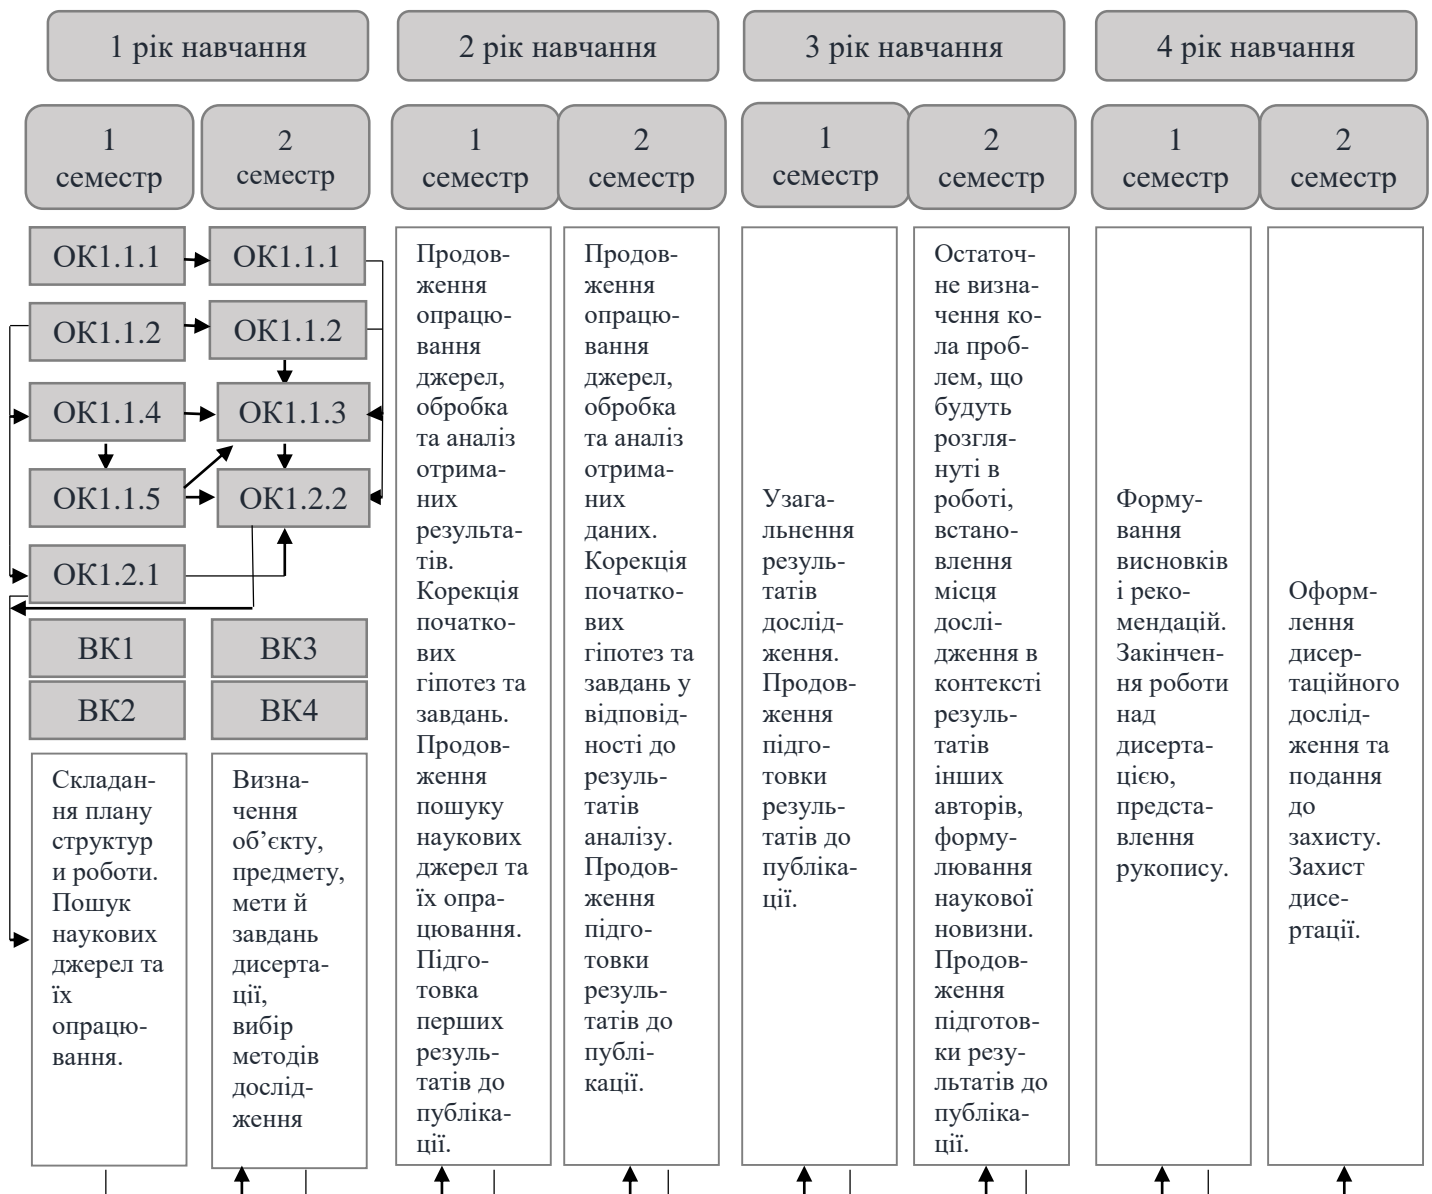 1 рік навчання
2 рік навчання
3 рік навчання
4 рік навчання
1
семестр
2
семестр
1
семестр
2
семестр
1
семестр
2
семестр
1
семестр
2
семестр
ОК1.1.1
ОК1.1.1
ОК1.1.2
ОК1.1.2
ОК1.1.4
ОК1.1.3
ОК1.1.5
ОК1.2.2
ОК1.2.1
ВК1
ВК3
ВК2
ВК4
Складан-
ня плану
структур
и роботи.
Пошук
наукових
джерел та
їх
опрацю-
вання.
Визна-
чення
об’єкту,
предмету,
мети й
завдань
дисерта-
ції,
вибір
методів
дослід-
ження
Продов-
ження
опрацю-
вання
джерел,
обробка
та аналіз
отрима-
них
результа-
тів.
Корекція
початко-
вих
гіпотез та
завдань.
Продов-
ження
пошуку
наукових
джерел та
їх опра-
цювання.
Підго-
товка
перших
резуль-
татів до
публіка-
ції.
Продов-
ження
опрацю-
вання
джерел,
обробка
та аналіз
отрима-
них
даних.
Корекція
початко-
вих
гіпотез та
завдань у
відповід-
ності до
резуль-
татів
аналізу.
Продов-
ження
підго-
товки
резуль-
татів до
публі-
кації.
Узага-
льнення
резуль-
татів
дослід-
ження.
Продов-
ження
підго-
товки
резуль-
татів до
публіка-
ції.
Остаточ-
не визна-
чення ко-
ла проб-
лем, що
будуть
розгля-
нуті в
роботі,
встано-
влення
місця
дослі-
дження в
контексті
резуль-
татів
інших
авторів,
форму-
лювання
наукової
новизни.
Продов-
ження
підготов-
ки резу-
льтатів до
публіка-
ції.
Форму-
вання
висновків
і реко-
мендацій.
Закінчен-
ня роботи
над
дисерта-
цією,
предста-
влення
рукопису.
Оформ-
лення
дисер-
таційного
дослід-
ження та
подання
до
захисту.
Захист
дисе-
ртації.